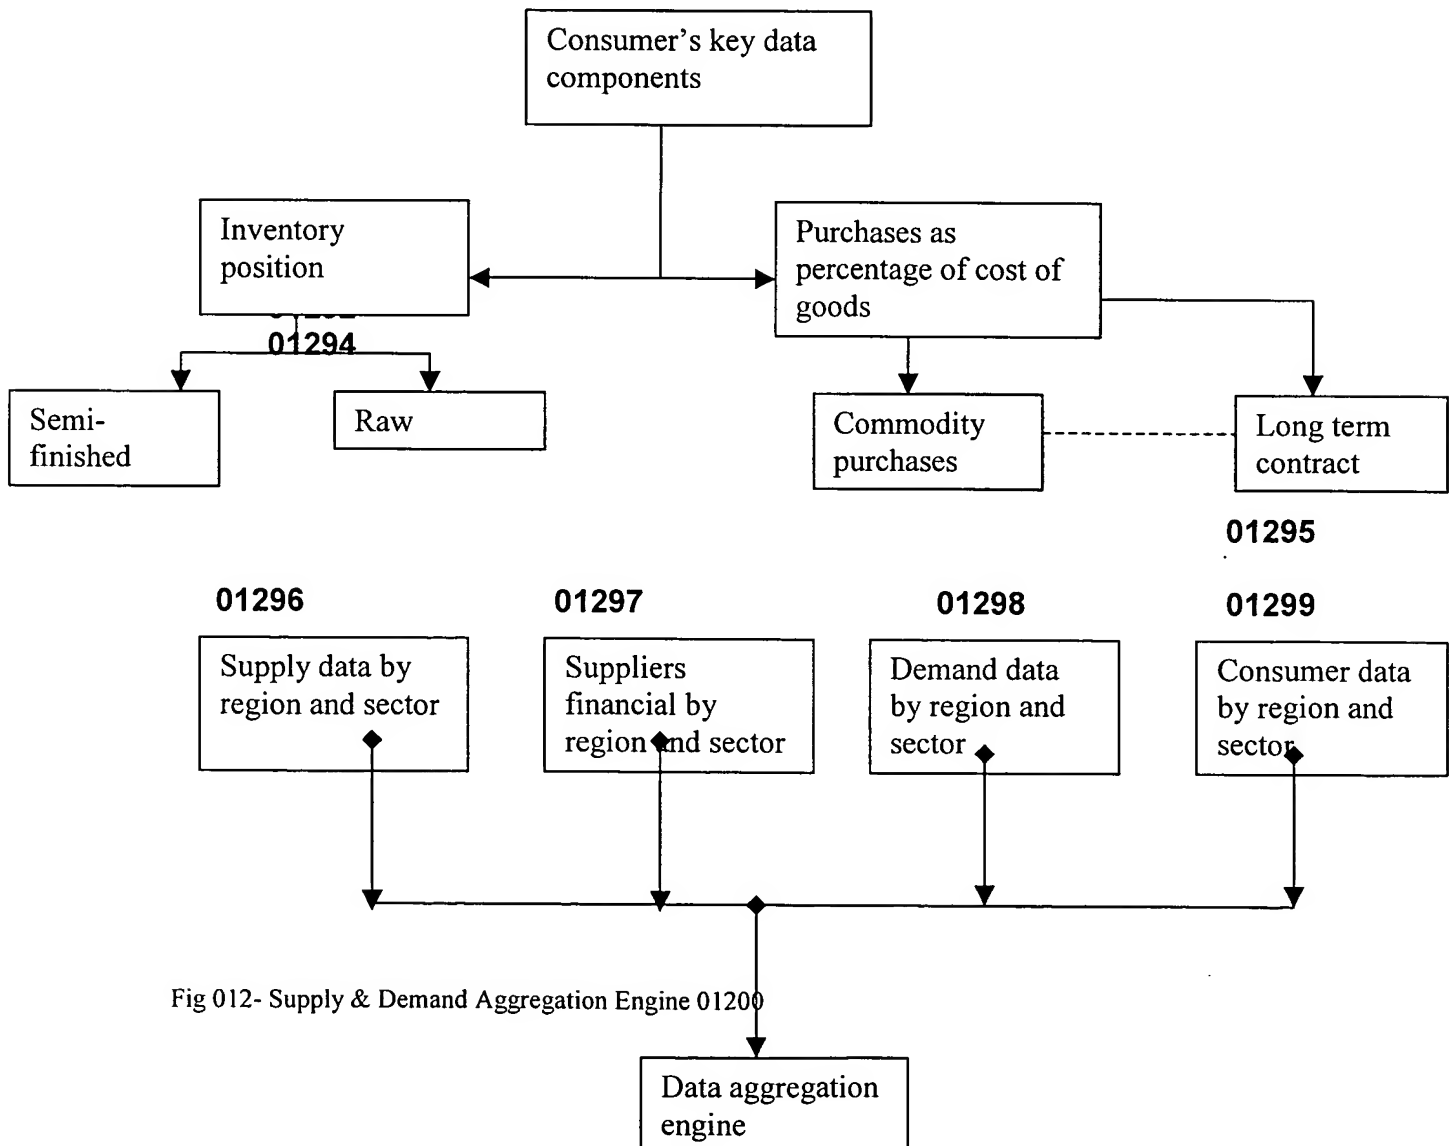 Consumer’s key data
components
Inventory
position
Purchases as
percentage of cost of
goods
01294
Semi-
finished
Raw
Commodity
purchases
Long term
contract
01295
01296
01297
01298
01299
Supply data by
region and sector
Suppliers
financial by
region and sector
Demand data
by region and
sector
Consumer data
by region and
sector
Fig 012- Supply & Demand Aggregation Engine 01200
Data aggregation
engine